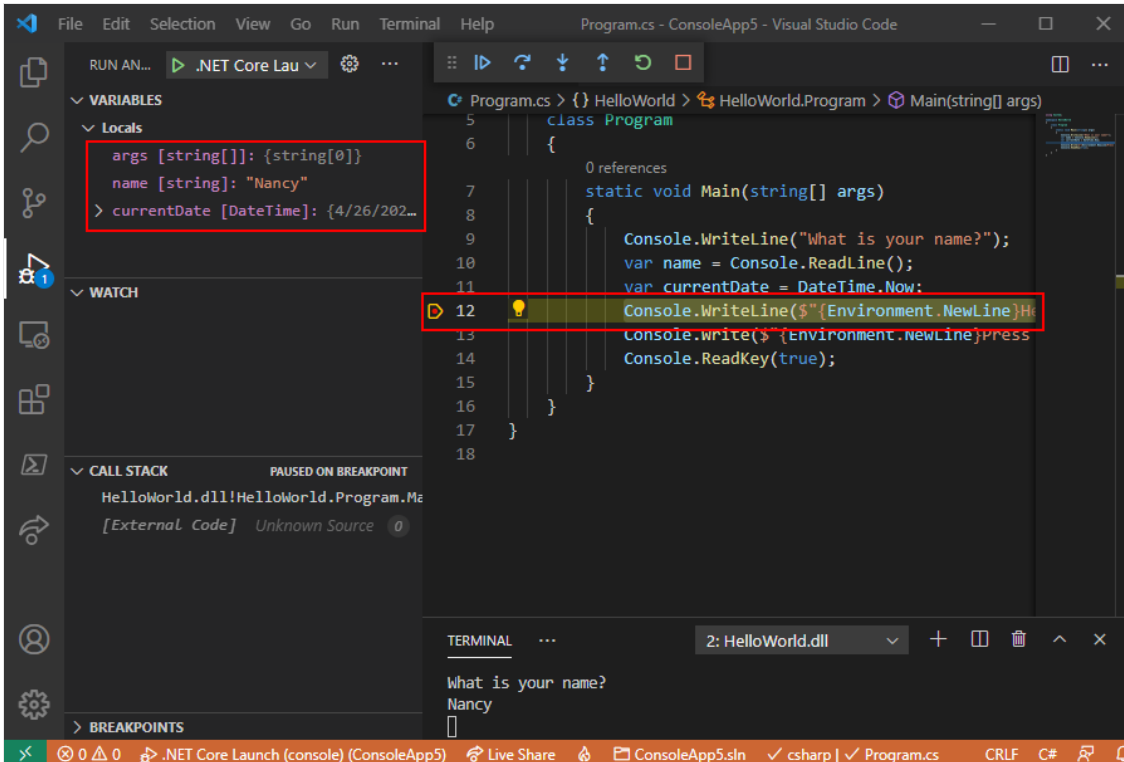 File Edit Selection View Go Run Terminal Help Program.cs - ConsoleApp5 - Visual Studio Code
RUN AN... .NET Core Lau ...
VARIABLES
Locals
args [string[]]: {string[0]}
name [string]: "Nancy"
currentDate [DateTime]: {4/26/202...
1
WATCH
CALL STACK PAUSED ON BREAKPOINT
HelloWorld.dll!HelloWorld.Program.Ma
[External Code] Unknown Source 0
BREAKPOINTS
C# Program.cs > {} HelloWorld > HelloWorld.Program > Main(string[] args)
5 class Program
6 {
0 references
7 static void Main(string[] args)
8 {
9 Console.WriteLine("What is your name?");
10 var name = Console.ReadLine();
11 var currentDate = DateTime.Now;
12 Console.WriteLine($"{Environment.NewLine}He
13 Console.Write($"{Environment.NewLine}Press
14 Console.ReadKey(true);
15 }
16 }
17 }
18
TERMINAL ... 2: HelloWorld.dll
What is your name?
Nancy
0 0 .NET Core Launch (console) (ConsoleApp5) Live Share ConsoleApp5.sln csharp | Program.cs CRLF C#